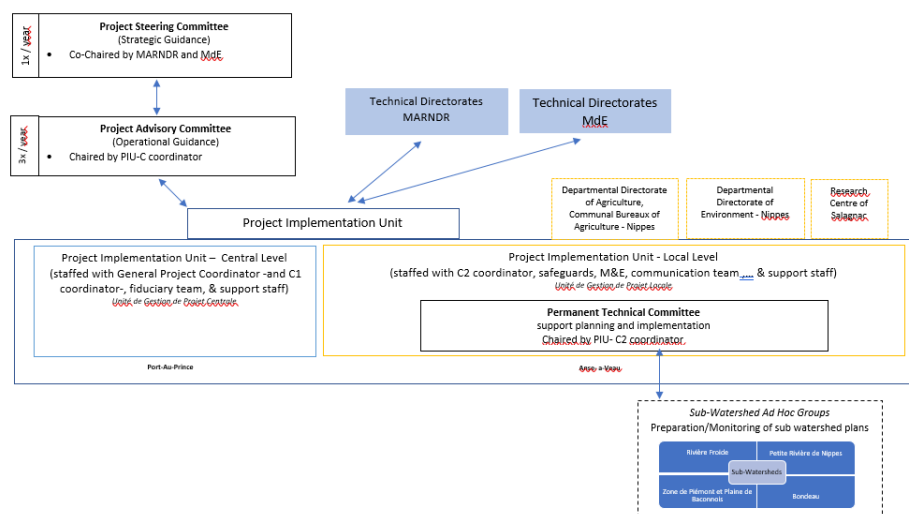 1x / year
Project Steering Committee
(Strategic Guidance)
• Co-Chaired by MARNDR and MdE
3x / year
Project Advisory Committee
(Operational Guidance)
• Chaired by PIU-C coordinator
Technical Directorates
MARNDR
Technical Directorates
MdE
Departmental Directorate
of Agriculture,
Communal Bureaux of
Agriculture - Nippes
Departmental
Directorate of
Environment - Nippes
Research
Centre of
Salagnac
Project Implementation Unit
Project Implementation Unit – Central Level
(staffed with General Project Coordinator -and C1
coordinator-, fiduciary team, & support staff)
Unité de Gestion de Projet Centrale
Port-Au-Prince
Project Implementation Unit - Local Level
(staffed with C2 coordinator, safeguards, M&E, communication team,... & support staff)
Unité de Gestion de Projet Locale
Permanent Technical Committee
support planning and implementation
Chaired by PIU- C2 coordinator
Anse- a-Veau
Sub-Watershed Ad Hoc Groups
Preparation/Monitoring of sub watershed plans
Rivière Froide
Petite Rivière de Nippes
Sub-Watersheds
Zone de Piémont et Plaine de
Baconnois
Bondeau